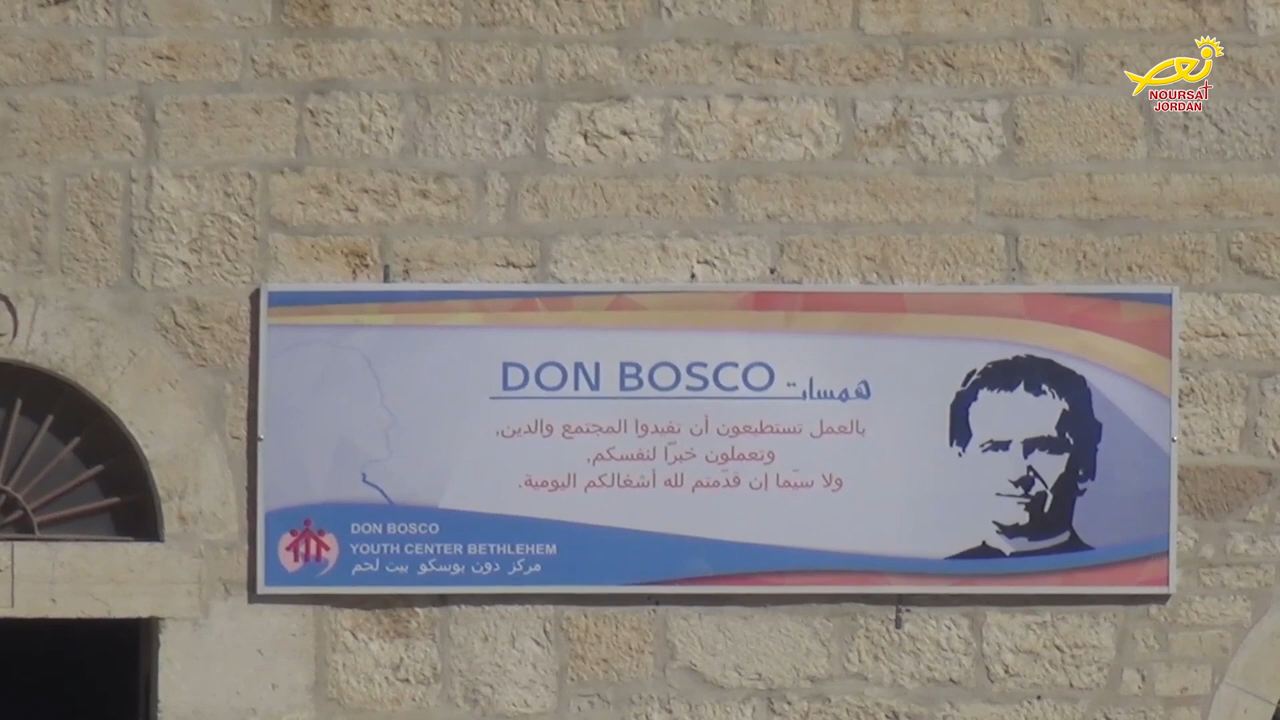 نور
NOURSAT
JORDAN
همسات DON BOSCO
بالعمل تستطيعون أن تفيدوا المجتمع والدين,
وتعملون خيرًا لنفسكم,
ولا سيّما إن قدّمتم لله أشغالكم اليومية.
DON BOSCO
YOUTH CENTER BETHLEHEM
مركز دون بوسكو بيت لحم